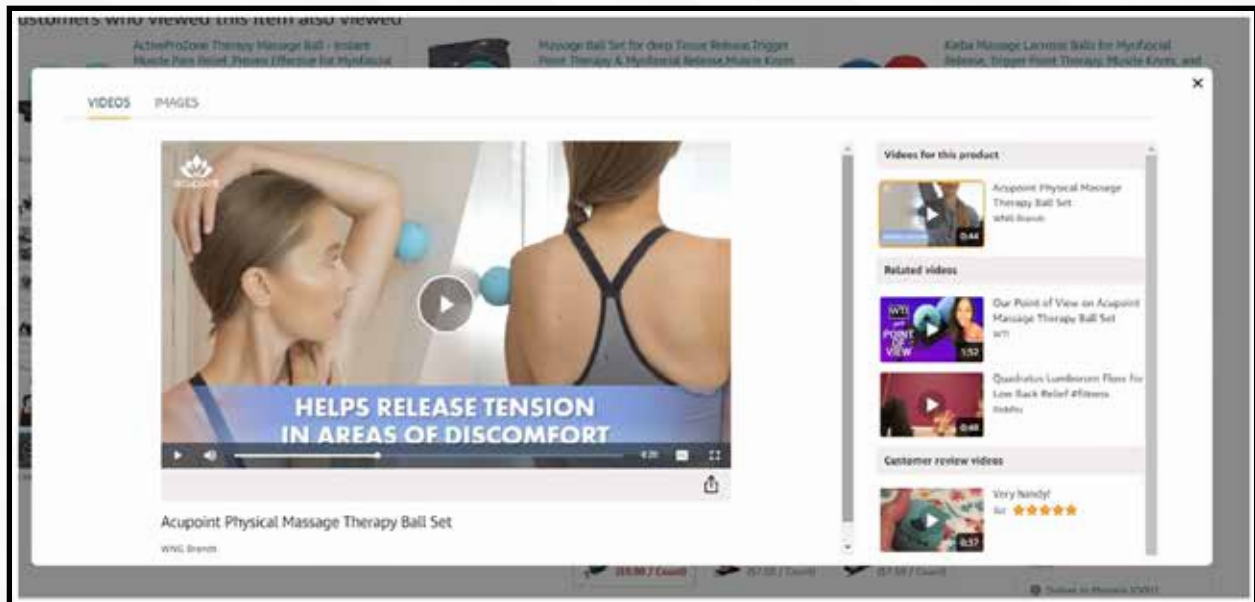 ustomers who viewed this item also viewed
ActiveProZone Therapy Massage Ball - Instant
Muscle Pain Relief. Proven Effective for Myofascial
Massage Ball Set for deep Tissue Release Trigger
Point Therapy & Myofascial Release, Muscle Knots
Kieba Massage Lacrosse Balls for Myofascial
Release, Trigger Point Therapy, Muscle Knots, and
VIDEOS IMAGES
acupoint
HELPS RELEASE TENSION
IN AREAS OF DISCOMFORT
Acupoint Physical Massage Therapy Ball Set
WNG Brands
Videos for this product
Acupoint Physical Massage
Therapy Ball Set
WNG Brands
0:44
Related videos
Our Point of View on Acupoint
Massage Therapy Ball Set
WTI
WTI
POINT
OF
VIEW
1:52
Quadratus Lumborum Floss for
Low Back Relief #fitness
0:48
Customer review videos
Very handy!
0:37